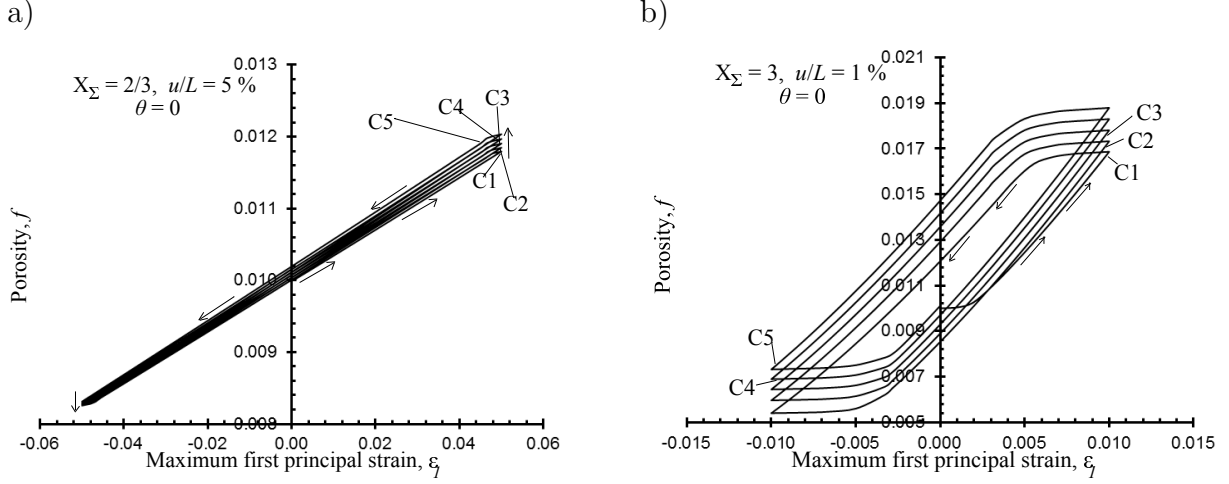 a)
X_Σ = 2/3, u/L = 5 %
θ = 0
0.013
0.012
0.011
0.010
0.009
0.008
C5
C4
C3
C1
C2
Porosity, f
-0.06
-0.04
-0.02
0.00
0.02
0.04
0.06
Maximum first principal strain, ε_I
b)
X_Σ = 3, u/L = 1 %
θ = 0
0.021
0.019
0.017
0.015
0.013
0.011
0.009
0.007
0.005
C3
C2
C1
C5
C4
Porosity, f
-0.015
-0.010
-0.005
0.000
0.005
0.010
0.015
Maximum first principal strain, ε_I